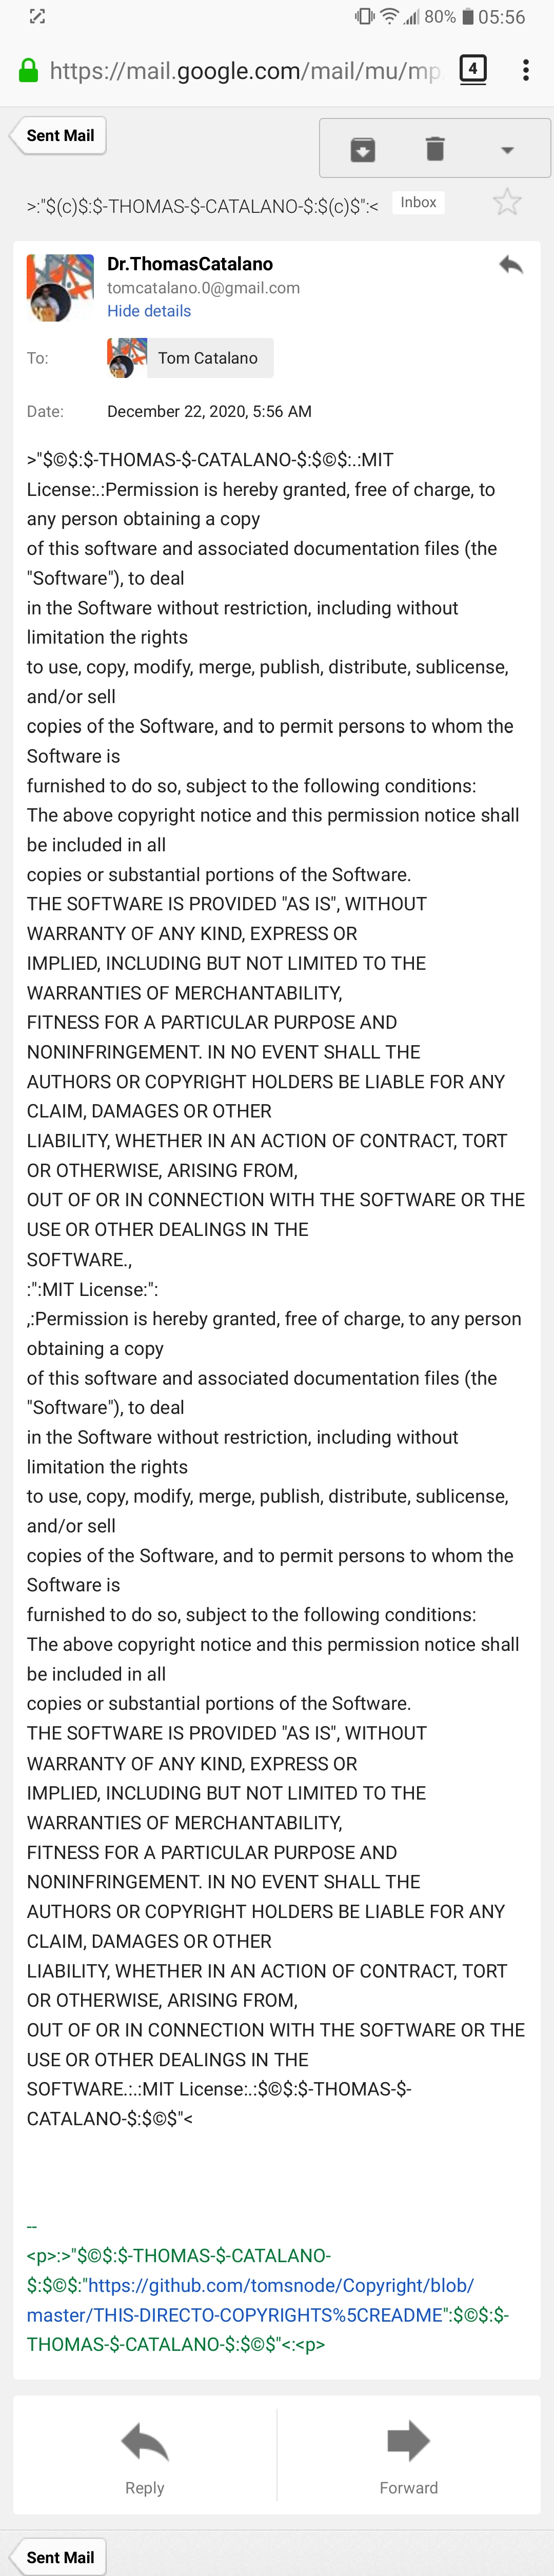 80% 05:56
https://mail.google.com/mail/mu/mp 4
Sent Mail
>:"$(c)$:$-THOMAS-$-CATALANO-$:$(c)$":< Inbox
Dr.ThomasCatalano
tomcatalano.0@gmail.com
Hide details
To: Tom Catalano
Date: December 22, 2020, 5:56 AM
>"$©$:$-THOMAS-$-CATALANO-$:$©$:.:MIT
License:.:Permission is hereby granted, free of charge, to
any person obtaining a copy
of this software and associated documentation files (the
"Software"), to deal
in the Software without restriction, including without
limitation the rights
to use, copy, modify, merge, publish, distribute, sublicense,
and/or sell
copies of the Software, and to permit persons to whom the
Software is
furnished to do so, subject to the following conditions:
The above copyright notice and this permission notice shall
be included in all
copies or substantial portions of the Software.
THE SOFTWARE IS PROVIDED "AS IS", WITHOUT
WARRANTY OF ANY KIND, EXPRESS OR
IMPLIED, INCLUDING BUT NOT LIMITED TO THE
WARRANTIES OF MERCHANTABILITY,
FITNESS FOR A PARTICULAR PURPOSE AND
NONINFRINGEMENT. IN NO EVENT SHALL THE
AUTHORS OR COPYRIGHT HOLDERS BE LIABLE FOR ANY
CLAIM, DAMAGES OR OTHER
LIABILITY, WHETHER IN AN ACTION OF CONTRACT, TORT
OR OTHERWISE, ARISING FROM,
OUT OF OR IN CONNECTION WITH THE SOFTWARE OR THE
USE OR OTHER DEALINGS IN THE
SOFTWARE.,
:":MIT License:":
,:Permission is hereby granted, free of charge, to any person
obtaining a copy
of this software and associated documentation files (the
"Software"), to deal
in the Software without restriction, including without
limitation the rights
to use, copy, modify, merge, publish, distribute, sublicense,
and/or sell
copies of the Software, and to permit persons to whom the
Software is
furnished to do so, subject to the following conditions:
The above copyright notice and this permission notice shall
be included in all
copies or substantial portions of the Software.
THE SOFTWARE IS PROVIDED "AS IS", WITHOUT
WARRANTY OF ANY KIND, EXPRESS OR
IMPLIED, INCLUDING BUT NOT LIMITED TO THE
WARRANTIES OF MERCHANTABILITY,
FITNESS FOR A PARTICULAR PURPOSE AND
NONINFRINGEMENT. IN NO EVENT SHALL THE
AUTHORS OR COPYRIGHT HOLDERS BE LIABLE FOR ANY
CLAIM, DAMAGES OR OTHER
LIABILITY, WHETHER IN AN ACTION OF CONTRACT, TORT
OR OTHERWISE, ARISING FROM,
OUT OF OR IN CONNECTION WITH THE SOFTWARE OR THE
USE OR OTHER DEALINGS IN THE
SOFTWARE.:.:MIT License:.:$©$:$-THOMAS-$-
CATALANO-$:$©$"<
--
<p>:>"$©$:$-THOMAS-$-CATALANO-
$:$©$:"https://github.com/tomsnode/Copyright/blob/
master/THIS-DIRECTO-COPYRIGHTS%5CREADME":$©$:$-
THOMAS-$-CATALANO-$:$©$"<:<p>
Reply Forward
Sent Mail